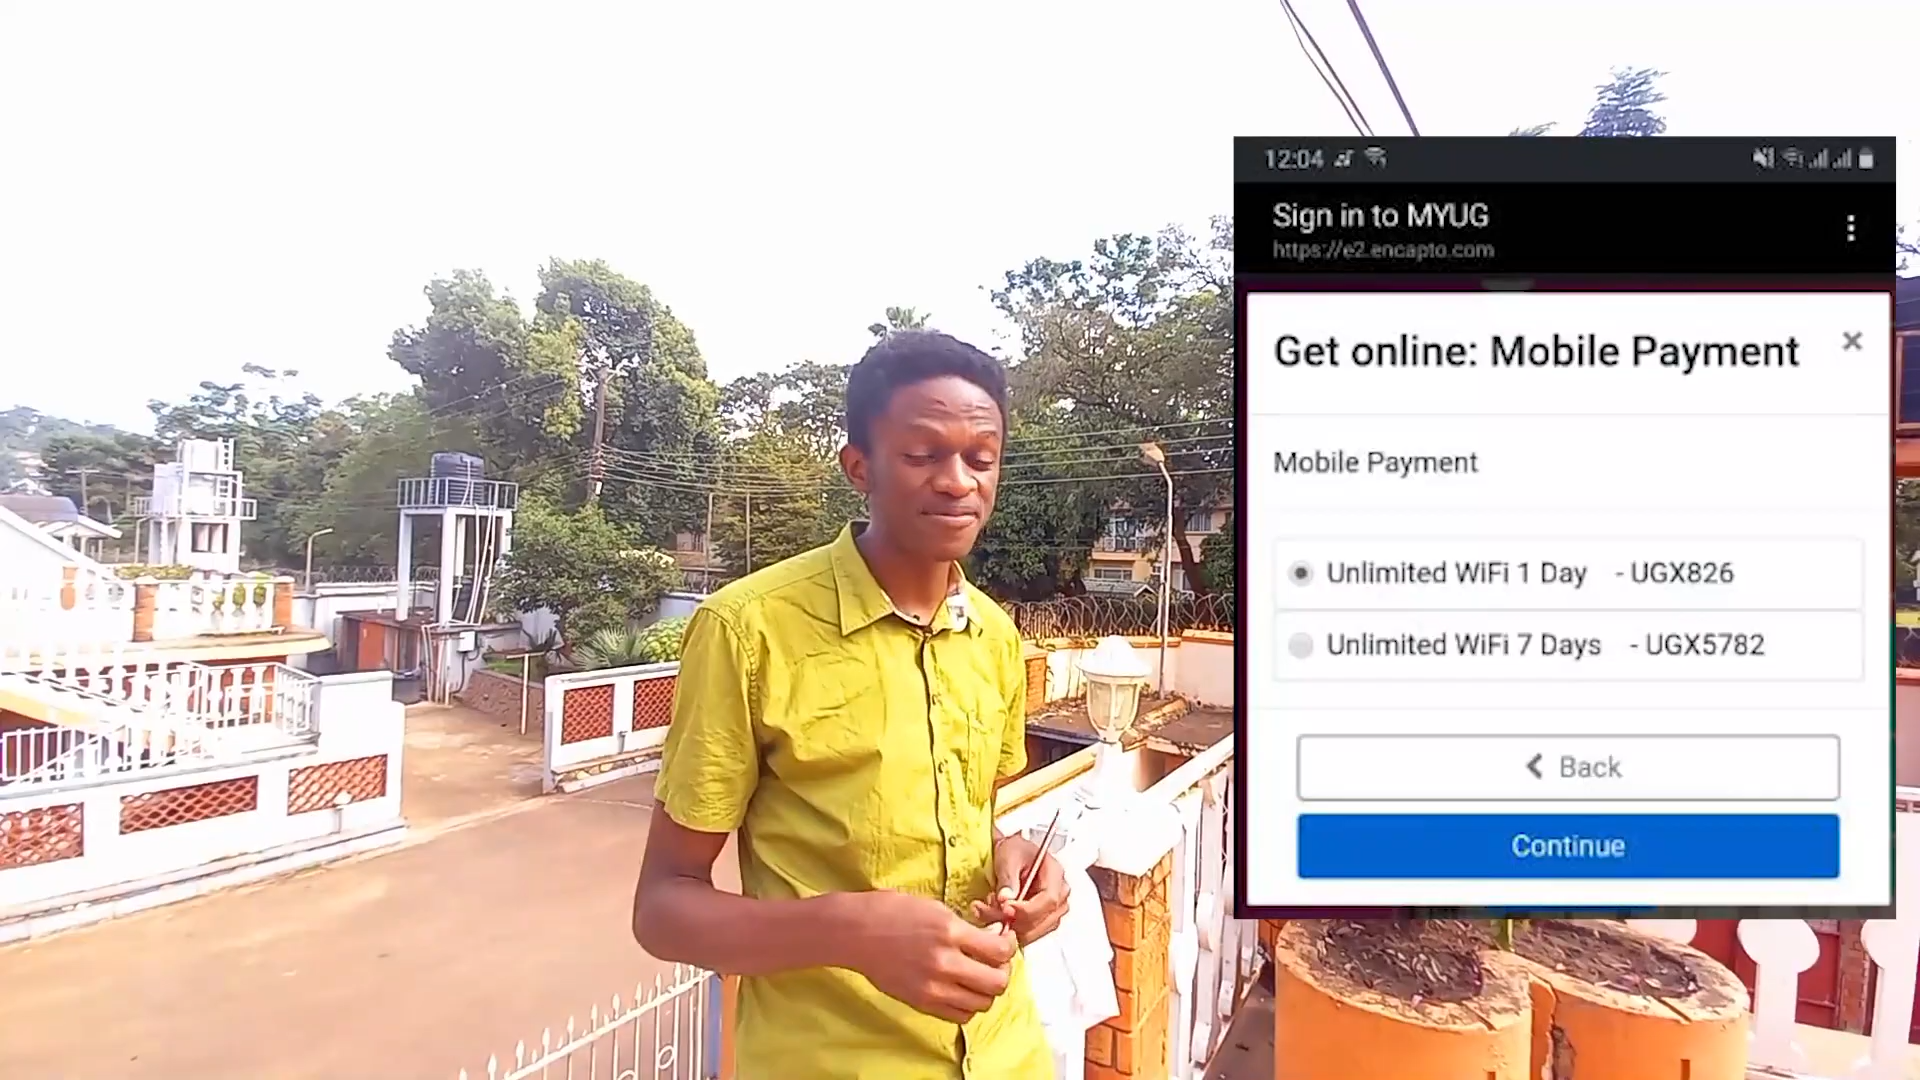 12:04
Sign in to MYUG
https://e2.encapto.com
Get online: Mobile Payment
Mobile Payment
Unlimited WiFi 1 Day - UGX826
Unlimited WiFi 7 Days - UGX5782
Back
Continue